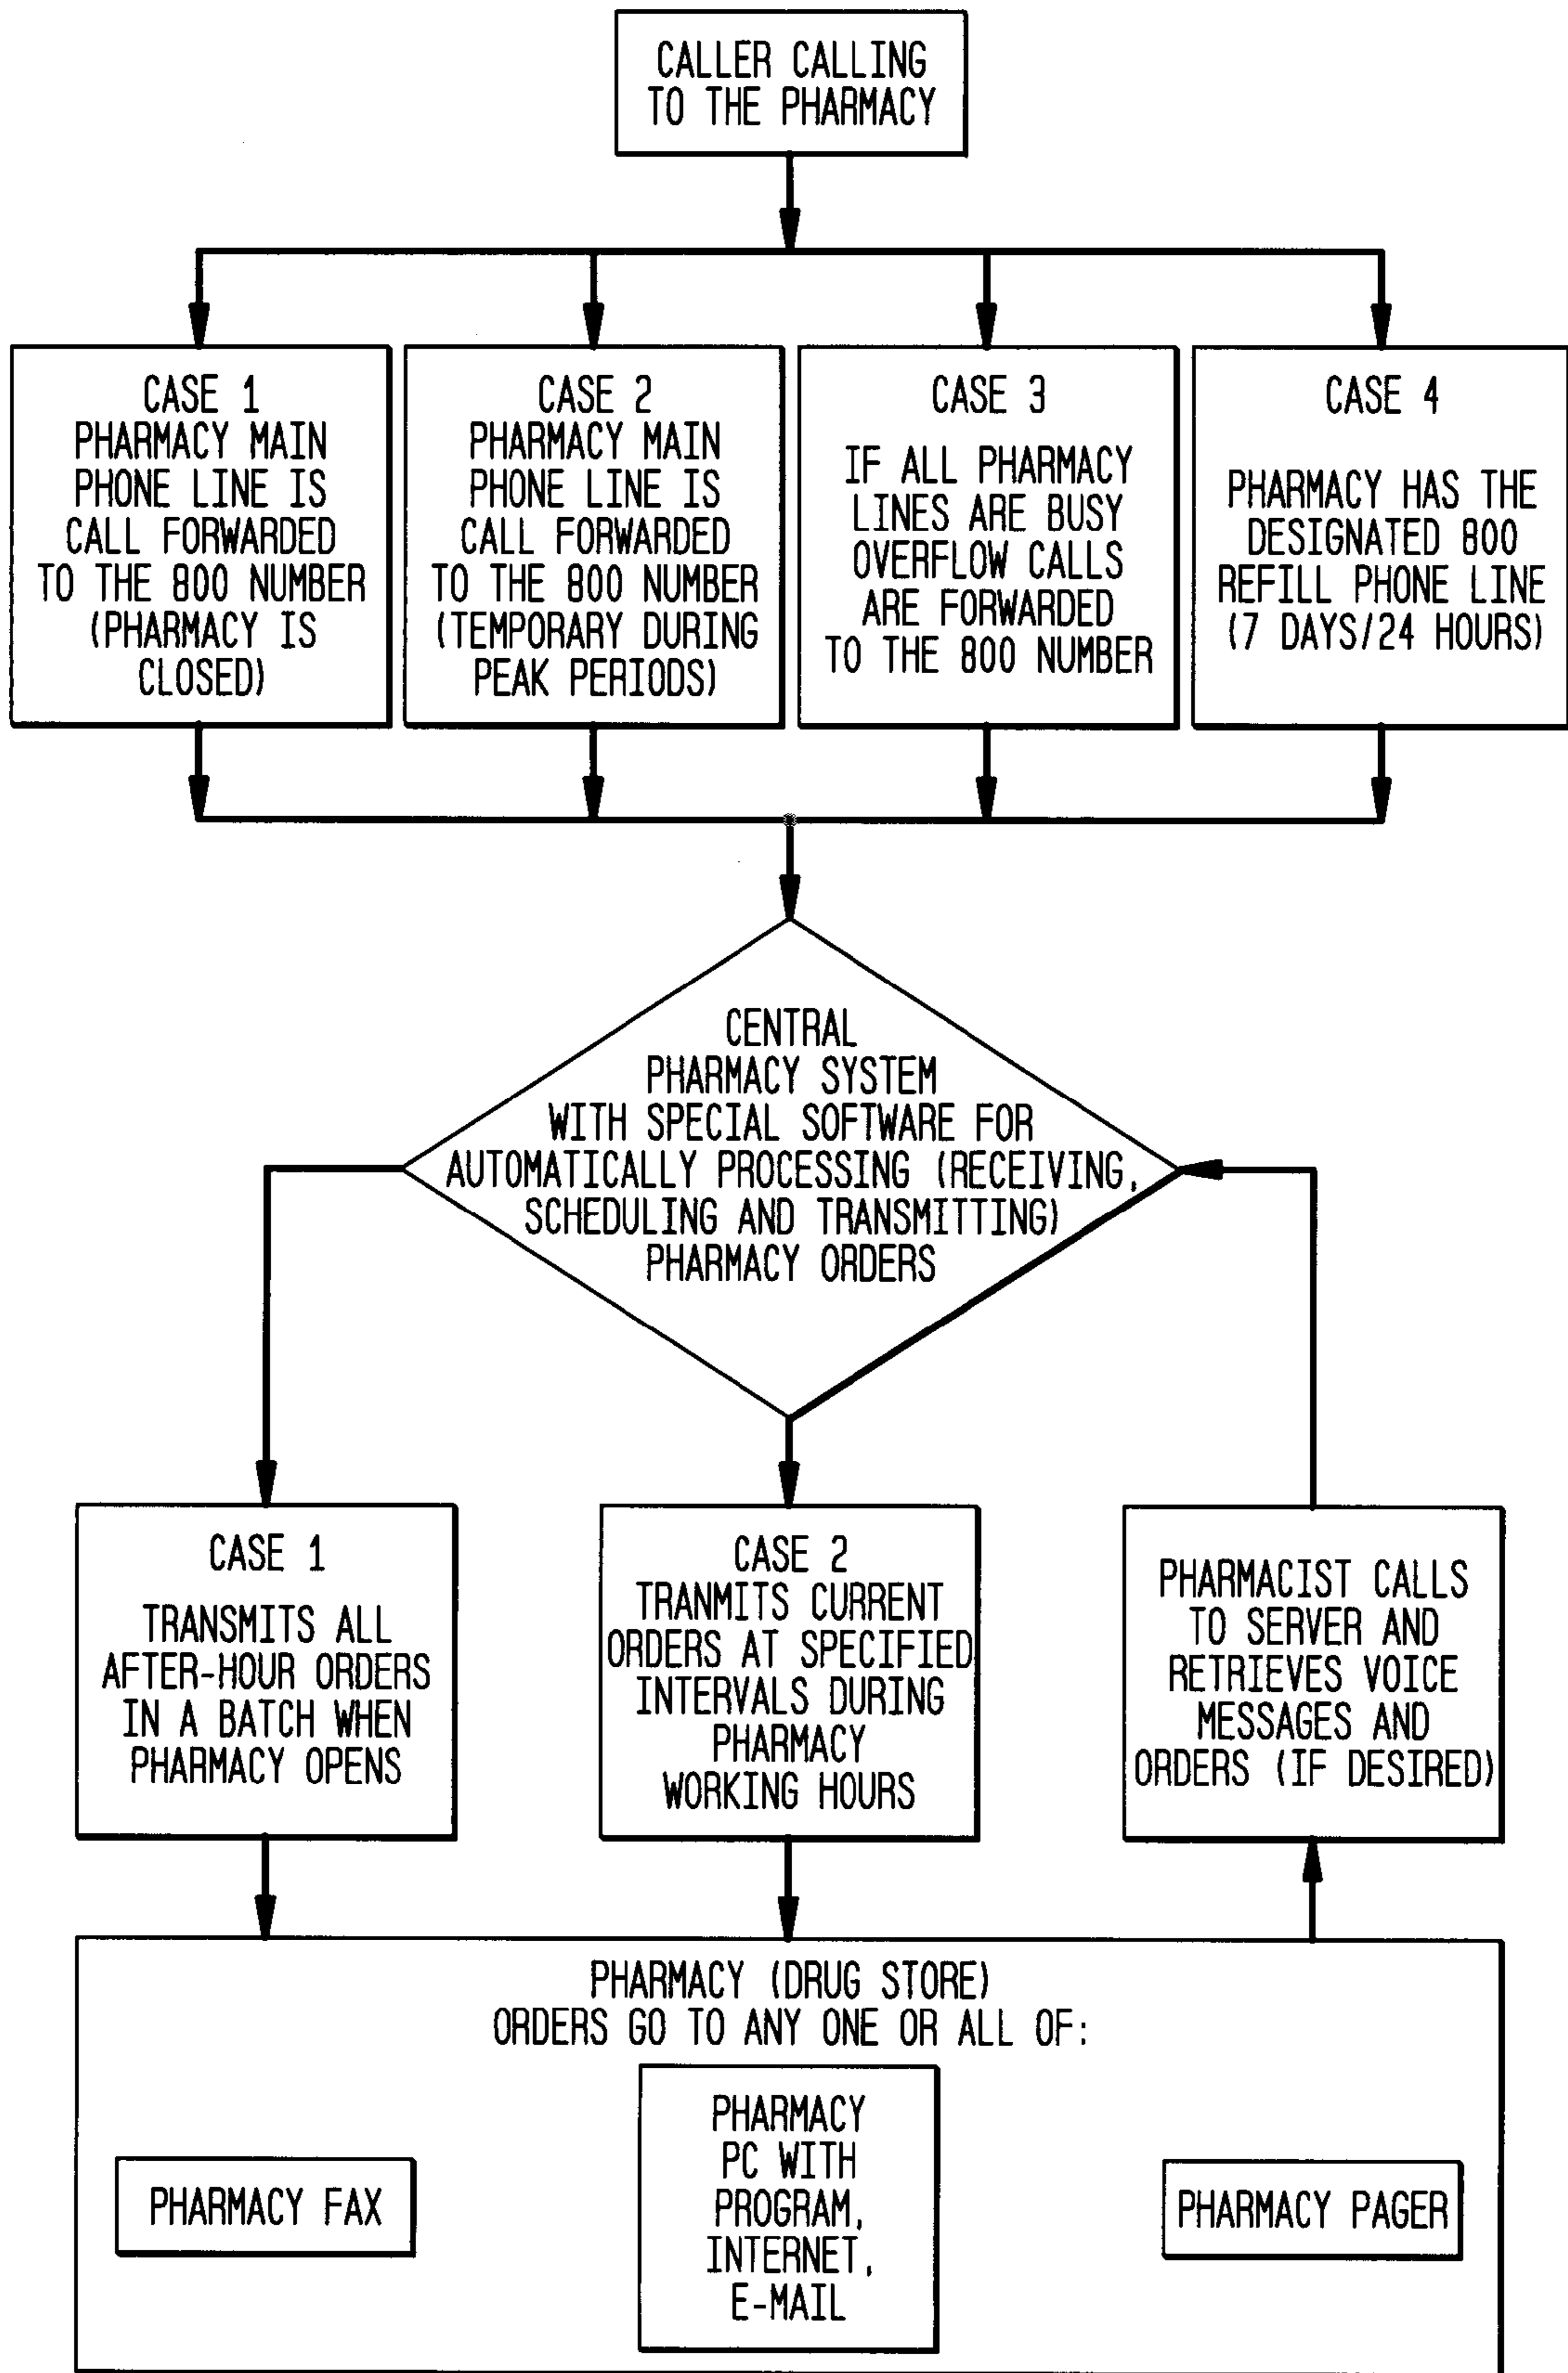 CALLER CALLING
TO THE PHARMACY
CASE 1
PHARMACY MAIN
PHONE LINE IS
CALL FORWARDED
TO THE 800 NUMBER
(PHARMACY IS
CLOSED)
CASE 2
PHARMACY MAIN
PHONE LINE IS
CALL FORWARDED
TO THE 800 NUMBER
(TEMPORARY DURING
PEAK PERIODS)
CASE 3
IF ALL PHARMACY
LINES ARE BUSY
OVERFLOW CALLS
ARE FORWARDED
TO THE 800 NUMBER
CASE 4
PHARMACY HAS THE
DESIGNATED 800
REFILL PHONE LINE
(7 DAYS/24 HOURS)
CENTRAL
PHARMACY SYSTEM
WITH SPECIAL SOFTWARE FOR
AUTOMATICALLY PROCESSING (RECEIVING,
SCHEDULING AND TRANSMITTING)
PHARMACY ORDERS
CASE 1
TRANSMITS ALL
AFTER-HOUR ORDERS
IN A BATCH WHEN
PHARMACY OPENS
CASE 2
TRANMITS CURRENT
ORDERS AT SPECIFIED
INTERVALS DURING
PHARMACY
WORKING HOURS
PHARMACIST CALLS
TO SERVER AND
RETRIEVES VOICE
MESSAGES AND
ORDERS (IF DESIRED)
PHARMACY (DRUG STORE)
ORDERS GO TO ANY ONE OR ALL OF:
PHARMACY FAX
PHARMACY
PC WITH
PROGRAM,
INTERNET,
E-MAIL
PHARMACY PAGER